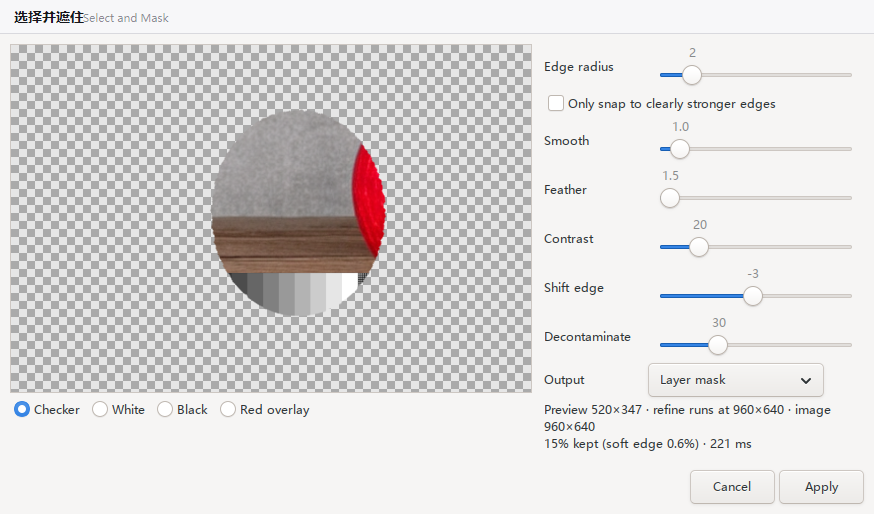 选择并遮住Select and Mask
2
Edge radius
Only snap to clearly stronger edges
1.0
Smooth
1.5
Feather
20
Contrast
-3
Shift edge
30
Decontaminate
Output Layer mask
Preview 520×347 · refine runs at 960×640 · image
960×640
15% kept (soft edge 0.6%) · 221 ms
Checker White Black Red overlay
Cancel Apply